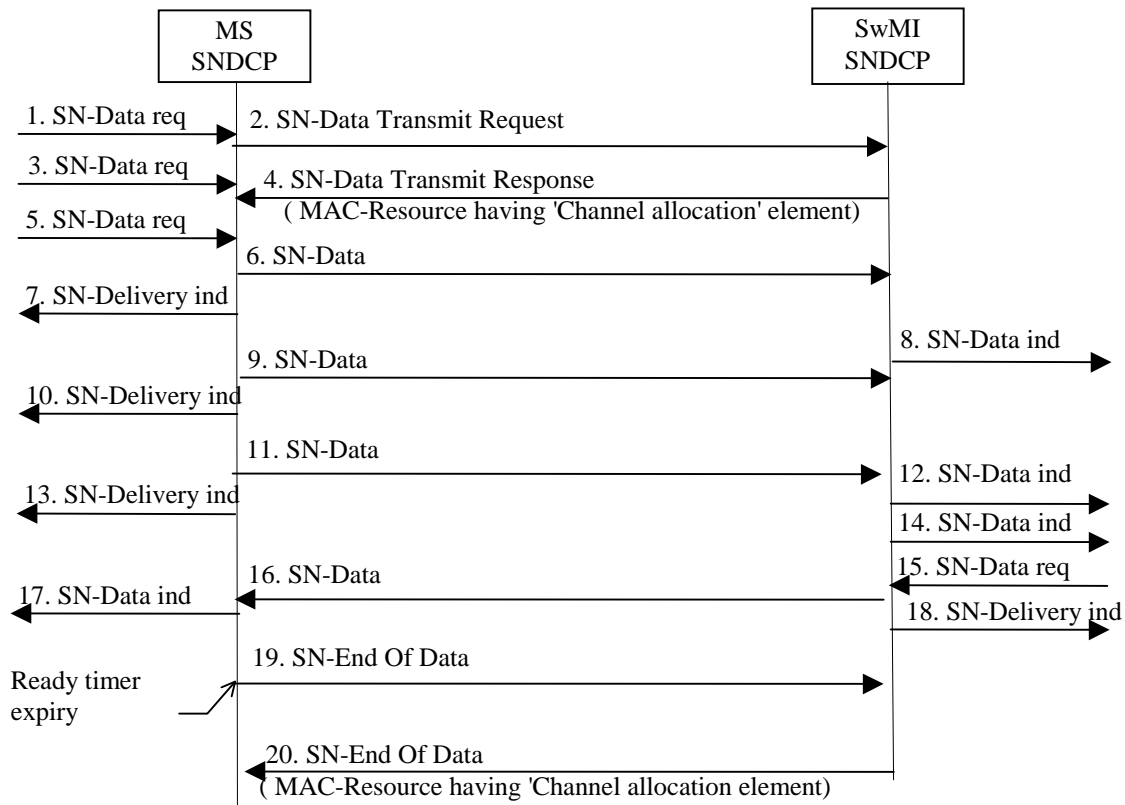 MS
SNDCP
SwMI
SNDCP
1. SN-Data req
2. SN-Data Transmit Request
3. SN-Data req
4. SN-Data Transmit Response
( MAC-Resource having 'Channel allocation' element)
5. SN-Data req
6. SN-Data
7. SN-Delivery ind
8. SN-Data ind
9. SN-Data
10. SN-Delivery ind
11. SN-Data
12. SN-Data ind
13. SN-Delivery ind
14. SN-Data ind
15. SN-Data req
16. SN-Data
17. SN-Data ind
18. SN-Delivery ind
19. SN-End Of Data
Ready timer
expiry
20. SN-End Of Data
( MAC-Resource having 'Channel allocation element)